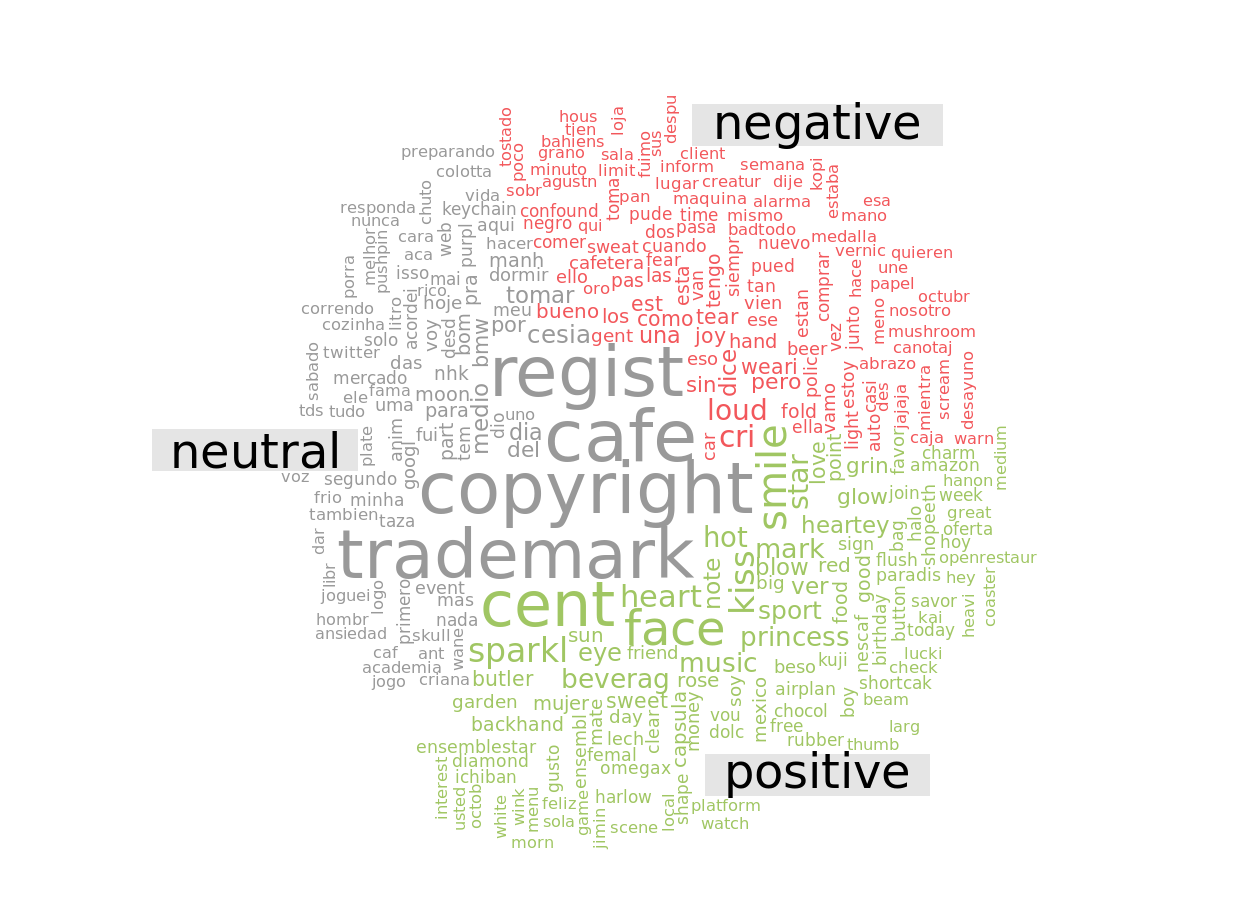 negative
hous
tien
loja
despu
tostado
bahiens
fuimo
sus
preparando
poco
grano
sala
client
colotta
minuto
limit
inform
semana
kopi
chuto
vida
sobr
agustn
toma
pan
lugar
creatur
dije
estaba
responda
keychain
confound
maquina
alarma
esa
nunca
aqui
negro
qui
pude
time
mismo
mano
cara
web
purpl
hacer
comer
sweat
dos
cuando
pasa
siempr
badtodo
nuevo
medalla
melhor
pushpin
aca
manh
cafetera
fear
esta
van
tengo
pued
comprar
vernic
quieren
porra
isso
mai
pra
dormir
ello
pas
las
tan
hace
une
papel
rico
hoje
tomar
oro
est
vien
estan
octubr
correndo
litro
acordei
meu
bueno
los
como
tear
ese
junto
meno
nosotro
cozinha
voy
desd
bom
bmw
por
cesia
gent
una
joy
hand
beer
vez
mushroom
solo
twitter
das
regist
eso
dice
weari
polic
abrazo
canotaj
sabado
mercado
nhk
sin
pero
vamo
estoy
casi
des
jajaja
mientra
scream
desayuno
fama
ele
uma
moon
medio
uno
tds
tudo
para
dio
dia
cafe
loud
fold
light
auto
neutral
plate
anim
fui
part
tem
del
car
cri
ella
caja
warn
googl
smile
star
love
point
favor
charm
medium
voz
segundo
copyright
grin
amazon
hanon
frio
minha
glow
join
week
tambien
taza
heartey
bag
halo
shopeeth
great
oferta
dar
trademark
hot
mark
sign
hoy
libr
kiss
blow
red
flush
openrestaur
joguei
logo
event
note
big
ver
good
paradis
hey
coaster
mas
cent
heart
food
savor
heavi
hombr
primero
nada
face
sport
birthday
button
kai
ansiedad
skull
wane
sun
princess
nescaf
today
caf
ant
sparkl
eye
friend
music
beso
kuji
lucki
academia
check
jogo
criana
butler
beverag
rose
soy
airplan
shortcak
garden
mujer
sweet
capsula
money
mexico
boy
beam
backhand
mate
day
clear
vou
chocol
larg
ensemblestar
ensembl
lech
dolc
free
diamond
gusto
femal
rubber
thumb
ichiban
omegax
positive
interest
usted
octob
white
wink
menu
feliz
game
harlow
local
shape
platform
sola
jimin
scene
watch
morn